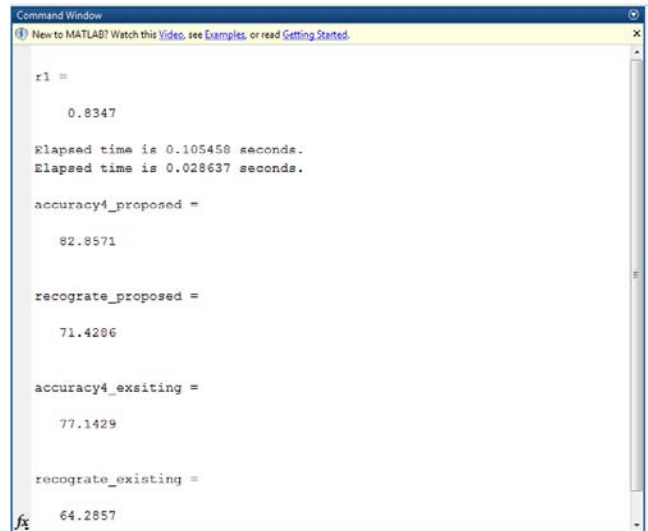 Command Window
New to MATLAB? Watch this Video, see Examples, or read Getting Started.
r1 =
0.8347
Elapsed time is 0.105458 seconds.
Elapsed time is 0.028637 seconds.
accuracy4_proposed =
82.8571
recograte_proposed =
71.4286
accuracy4_exsiting =
77.1429
recograte_existing =
64.2857
fx